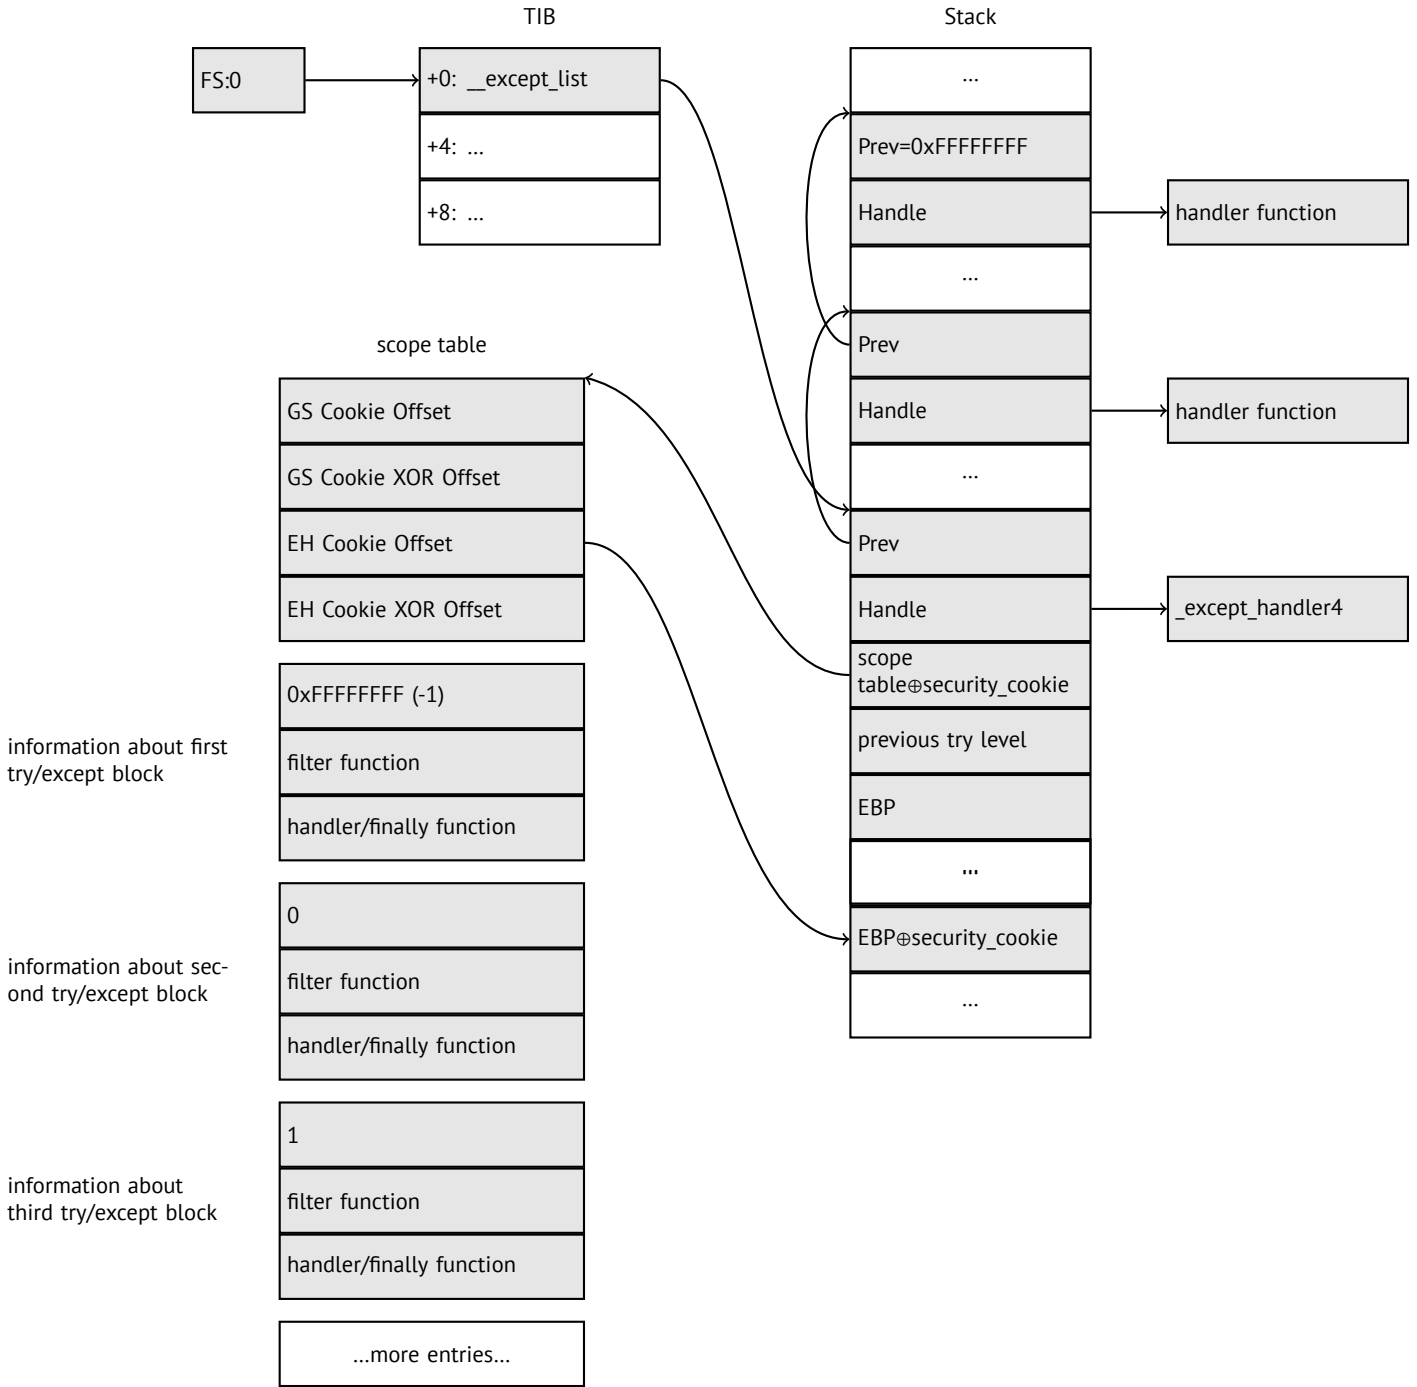 TIB
Stack
FS:0
+0: __except_list
+4: ...
+8: ...
...
Prev=0xFFFFFFFF
Handle
handler function
...
Prev
Handle
handler function
...
Prev
Handle
_except_handler4
scope
table⊕security_cookie
previous try level
EBP
...
EBP⊕security_cookie
...
scope table
GS Cookie Offset
GS Cookie XOR Offset
EH Cookie Offset
EH Cookie XOR Offset
information about first
try/except block
0xFFFFFFFF (-1)
filter function
handler/finally function
information about sec-
ond try/except block
0
filter function
handler/finally function
information about
third try/except block
1
filter function
handler/finally function
...more entries...